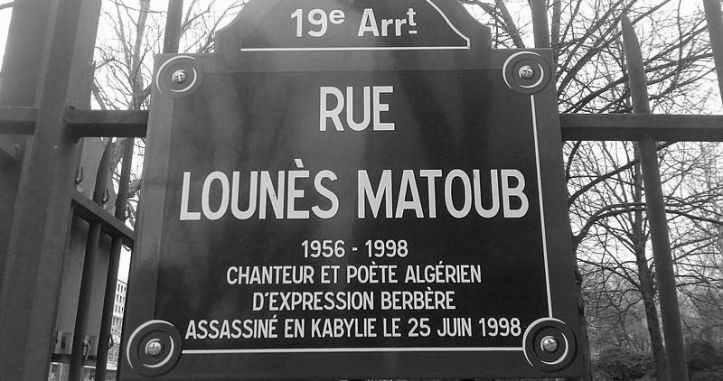 19e Arrt
RUE
LOUNÈS MATOUB
1956 - 1998
CHANTEUR ET POÈTE ALGÉRIEN
D'EXPRESSION BERBÈRE
ASSASSINÉ EN KABYLIE LE 25 JUIN 1998